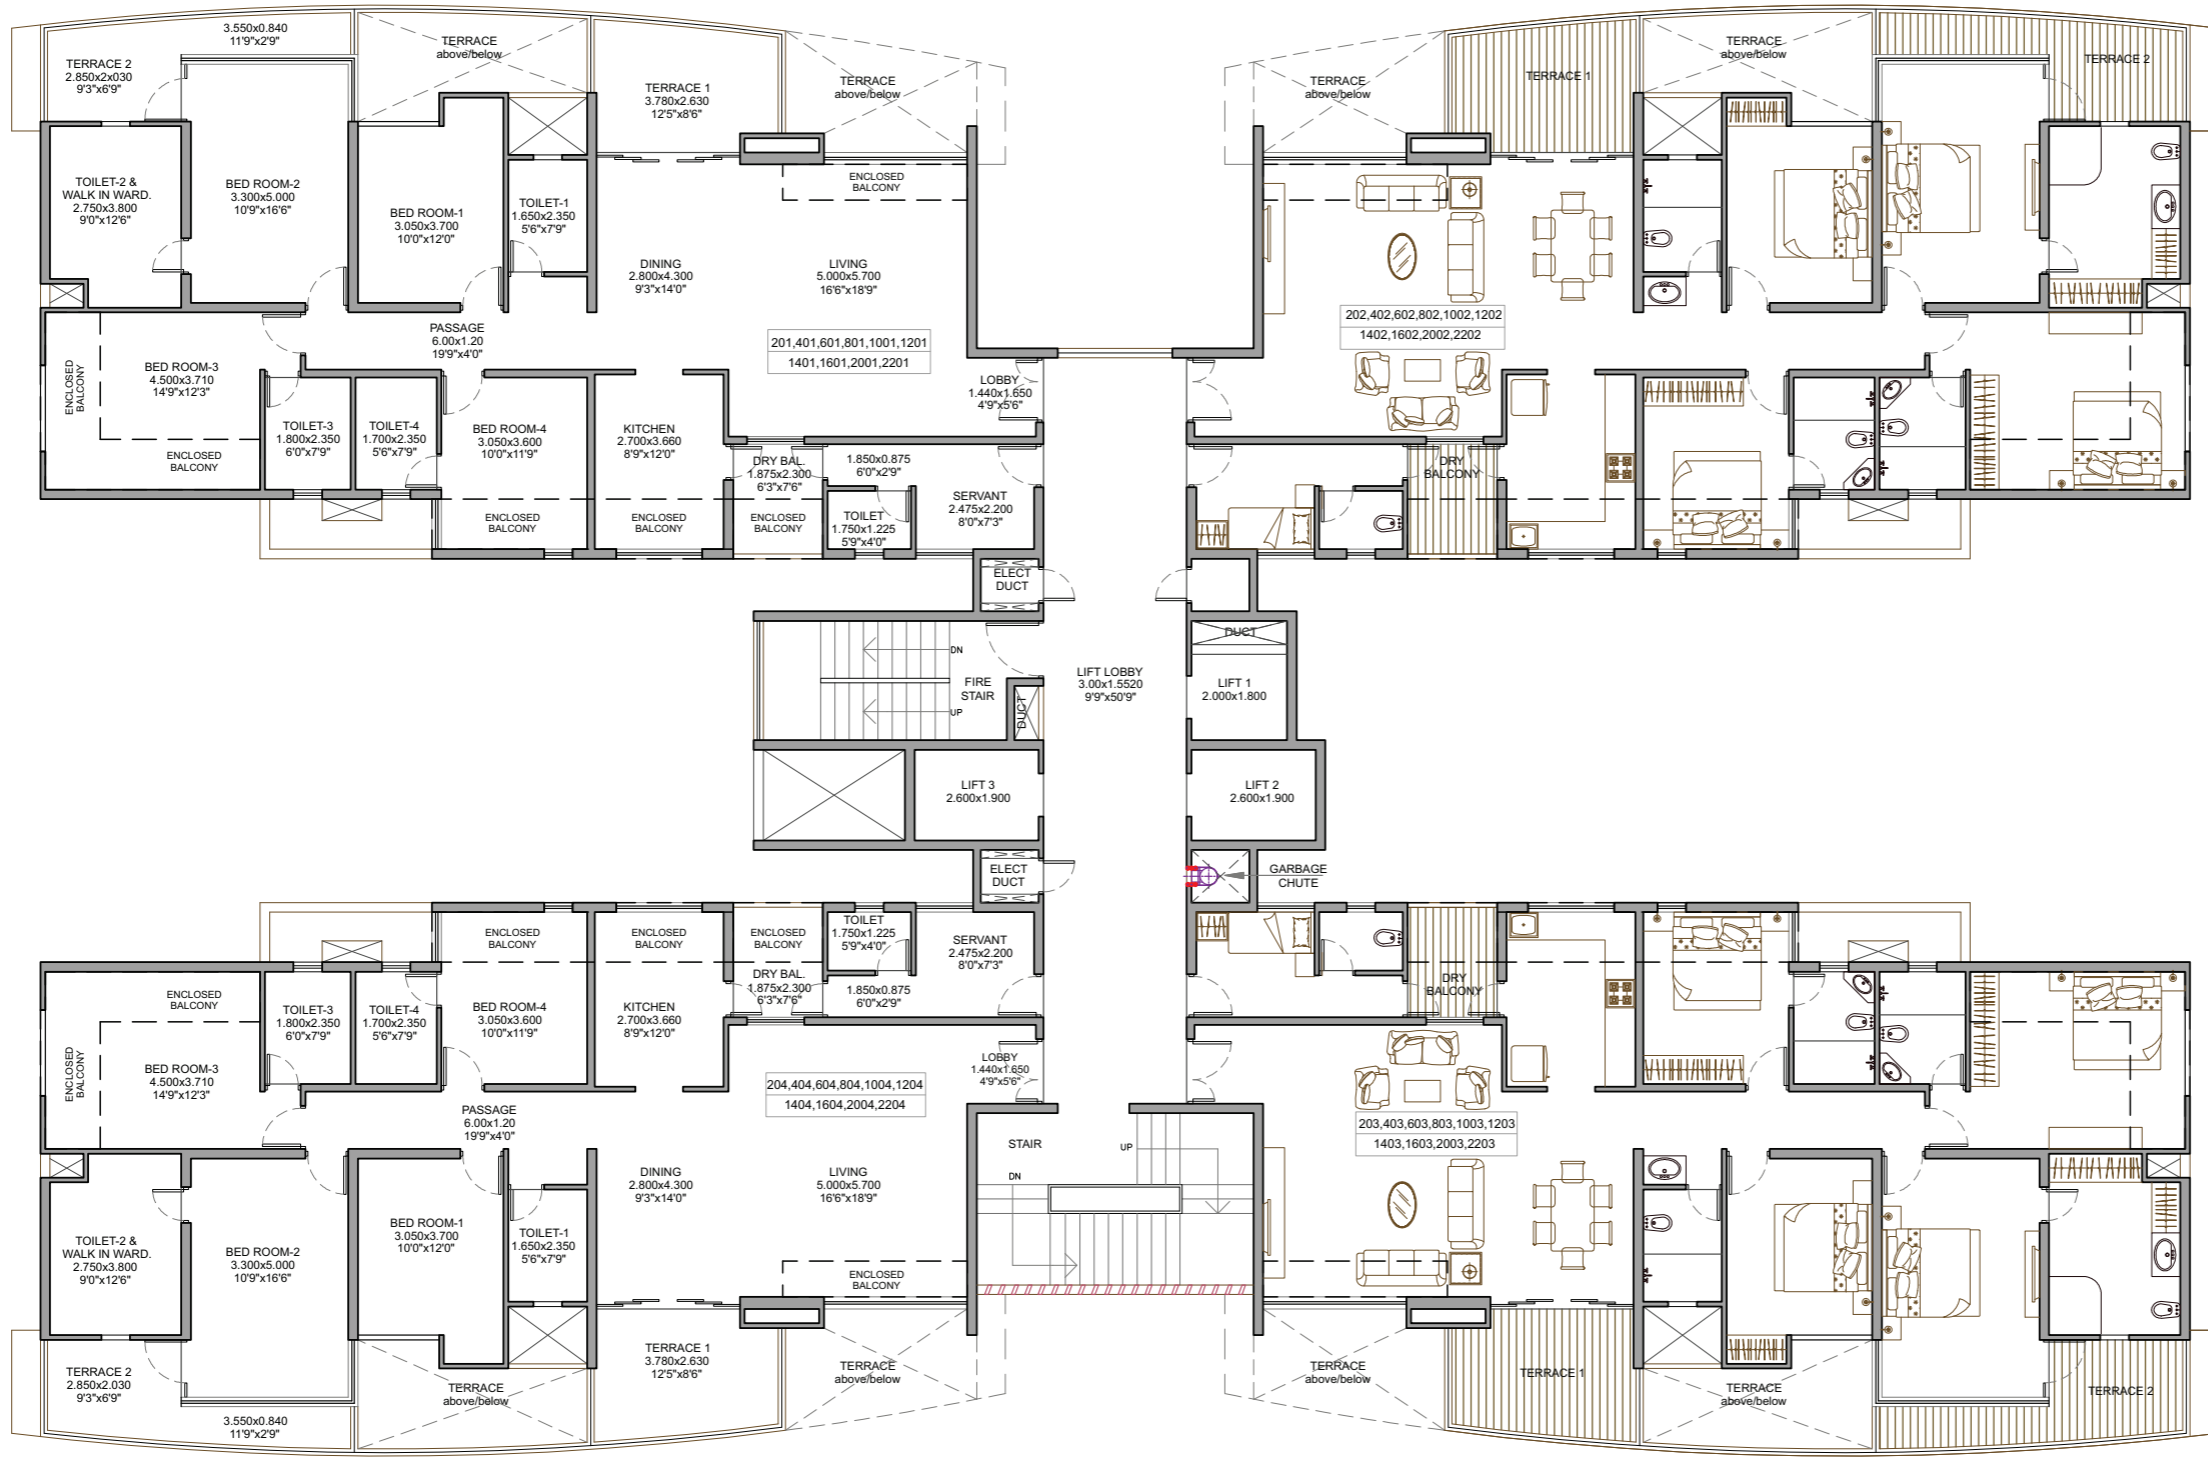 3.550x0.840
11'9"x2'9"
TERRACE 2
2.850x2x030
9'3"x6'9"
TERRACE
above/below
TERRACE 1
3.780x2.630
12'5"x8'6"
TERRACE
above/below
TOILET-2 &
WALK IN WARD.
2.750x3.800
9'0"x12'6"
BED ROOM-2
3.300x5.000
10'9"x16'6"
BED ROOM-1
3.050x3.700
10'0"x12'0"
TOILET-1
1.650x2.350
5'6"x7'9"
ENCLOSED
BALCONY
DINING
2.800x4.300
9'3"x14'0"
LIVING
5.000x5.700
16'6"x18'9"
PASSAGE
6.00x1.20
19'9"x4'0"
201,401,601,801,1001,1201
1401,1601,2001,2201
ENCLOSED
BALCONY
BED ROOM-3
4.500x3.710
14'9"x12'3"
ENCLOSED
BALCONY
TOILET-3
1.800x2.350
6'0"x7'9"
TOILET-4
1.700x2.350
5'6"x7'9"
BED ROOM-4
3.050x3.600
10'0"x11'9"
ENCLOSED
BALCONY
KITCHEN
2.700x3.660
8'9"x12'0"
ENCLOSED
BALCONY
DRY BAL.
1.875x2.300
6'3"x7'6"
ENCLOSED
BALCONY
LOBBY
1.440x1.650
4'9"x5'6"
1.850x0.875
6'0"x2'9"
TOILET
1.750x1.225
5'9"x4'0"
SERVANT
2.475x2.200
8'0"x7'3"
TERRACE
above/below
TERRACE 1
TERRACE
above/below
TERRACE 2
202,402,602,802,1002,1202
1402,1602,2002,2202
DRY
BALCONY
ELECT
DUCT
DN
FIRE
STAIR
UP
DUCT
LIFT LOBBY
3.00x1.5520
9'9"x50'9"
DUCT
LIFT 1
2.000x1.800
LIFT 3
2.600x1.900
LIFT 2
2.600x1.900
ELECT
DUCT
GARBAGE
CHUTE
ENCLOSED
BALCONY
ENCLOSED
BALCONY
BED ROOM-3
4.500x3.710
14'9"x12'3"
TOILET-3
1.800x2.350
6'0"x7'9"
TOILET-4
1.700x2.350
5'6"x7'9"
ENCLOSED
BALCONY
BED ROOM-4
3.050x3.600
10'0"x11'9"
ENCLOSED
BALCONY
KITCHEN
2.700x3.660
8'9"x12'0"
ENCLOSED
BALCONY
DRY BAL.
1.875x2.300
6'3"x7'6"
TOILET
1.750x1.225
5'9"x4'0"
1.850x0.875
6'0"x2'9"
SERVANT
2.475x2.200
8'0"x7'3"
LOBBY
1.440x1.650
4'9"x5'6"
204,404,604,804,1004,1204
1404,1604,2004,2204
PASSAGE
6.00x1.20
19'9"x4'0"
TOILET-2 &
WALK IN WARD.
2.750x3.800
9'0"x12'6"
BED ROOM-2
3.300x5.000
10'9"x16'6"
BED ROOM-1
3.050x3.700
10'0"x12'0"
TOILET-1
1.650x2.350
5'6"x7'9"
DINING
2.800x4.300
9'3"x14'0"
LIVING
5.000x5.700
16'6"x18'9"
ENCLOSED
BALCONY
STAIR
UP
DN
DRY
BALCONY
203,403,603,803,1003,1203
1403,1603,2003,2203
TERRACE 2
2.850x2.030
9'3"x6'9"
3.550x0.840
11'9"x2'9"
TERRACE
above/below
TERRACE 1
3.780x2.630
12'5"x8'6"
TERRACE
above/below
TERRACE
above/below
TERRACE 1
TERRACE
above/below
TERRACE 2